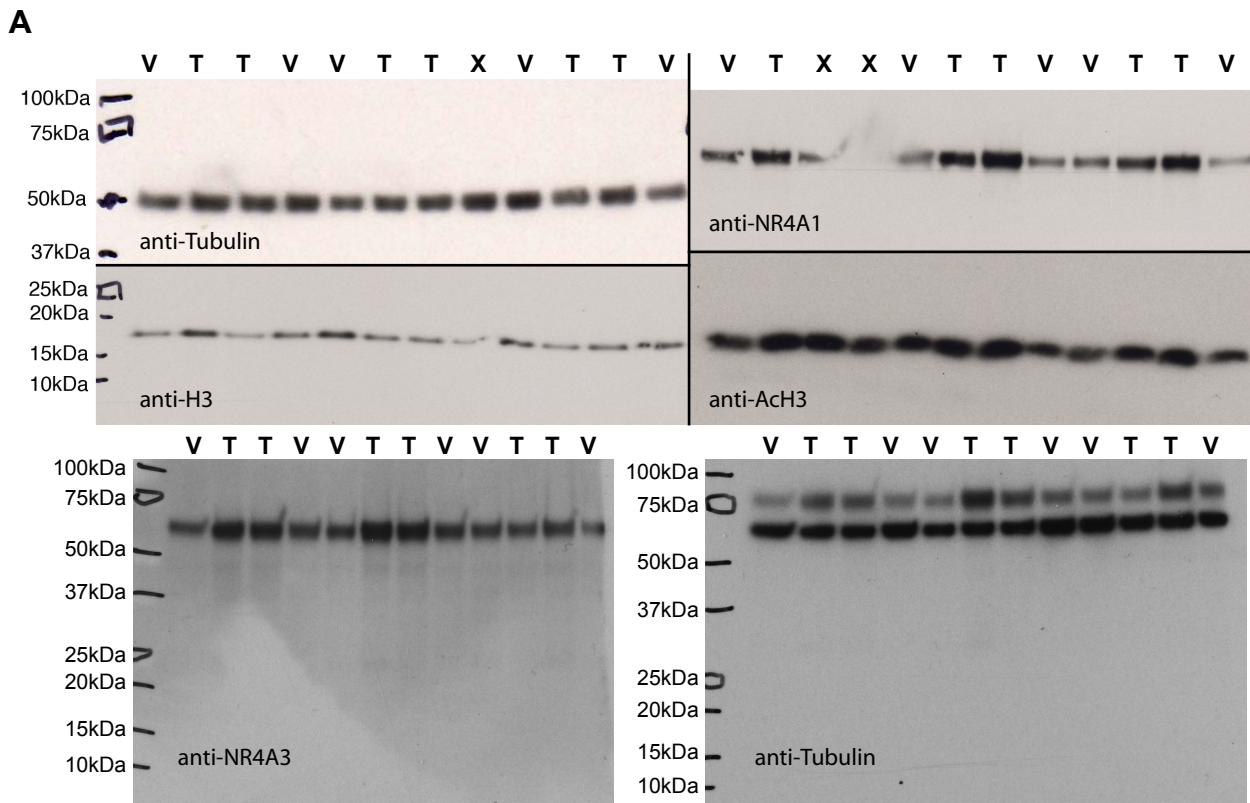 A
V T T V V T T X V T T V
V T X X V T T V V T T V
100kDa
75kDa
50kDa
37kDa
anti-Tubulin
anti-NR4A1
25kDa
20kDa
15kDa
10kDa
anti-H3
anti-AcH3
V T T V V T T V V T T V
100kDa
75kDa
50kDa
37kDa
25kDa
20kDa
15kDa
10kDa
anti-NR4A3
V T T V V T T V V T T V
100kDa
75kDa
50kDa
37kDa
25kDa
20kDa
15kDa
10kDa
anti-Tubulin